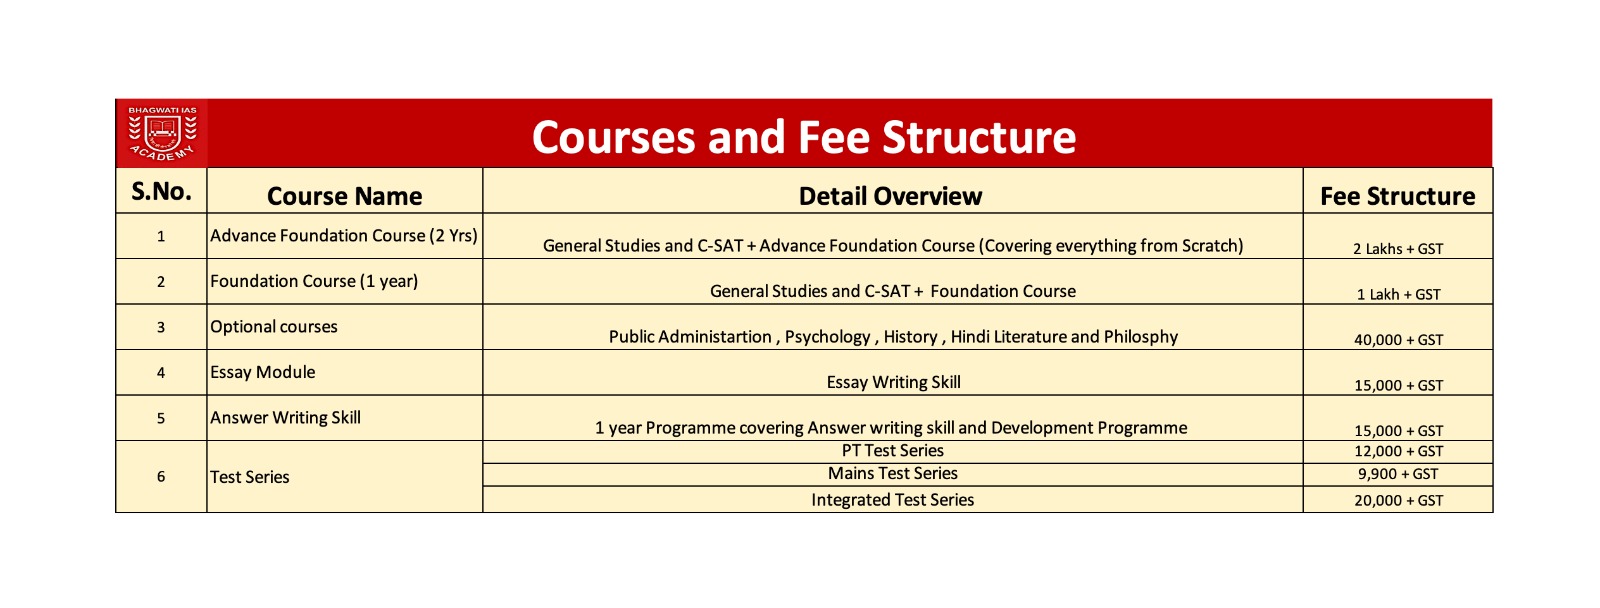 BHAGWATI IAS
ACADEMY
Courses and Fee Structure
S.No. Course Name Detail Overview Fee Structure
1 Advance Foundation Course (2 Yrs) General Studies and C-SAT + Advance Foundation Course (Covering everything from Scratch) 2 Lakhs + GST
2 Foundation Course (1 year) General Studies and C-SAT + Foundation Course 1 Lakh + GST
3 Optional courses Public Administartion , Psychology , History , Hindi Literature and Philosphy 40,000 + GST
4 Essay Module Essay Writing Skill 15,000 + GST
5 Answer Writing Skill 1 year Programme covering Answer writing skill and Development Programme 15,000 + GST
6 Test Series PT Test Series 12,000 + GST
Mains Test Series 9,900 + GST
Integrated Test Series 20,000 + GST